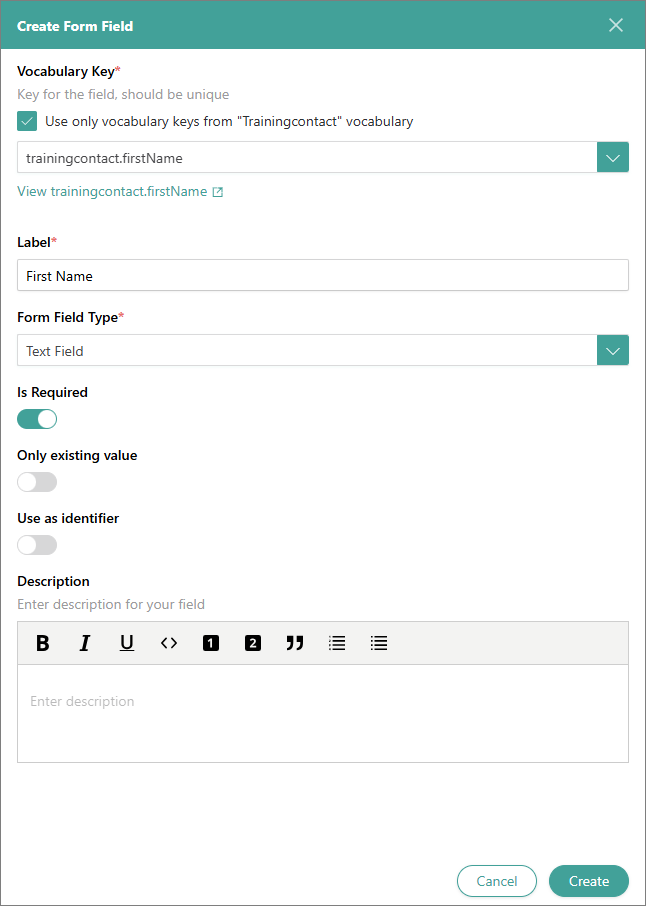 Create Form Field
Vocabulary Key*
Key for the field, should be unique
Use only vocabulary keys from "Trainingcontact" vocabulary
trainingcontact.firstName
View trainingcontact.firstName
Label*
First Name
Form Field Type*
Text Field
Is Required
Only existing value
Use as identifier
Description
Enter description for your field
B I U <> 1 2 "
Enter description
Cancel Create